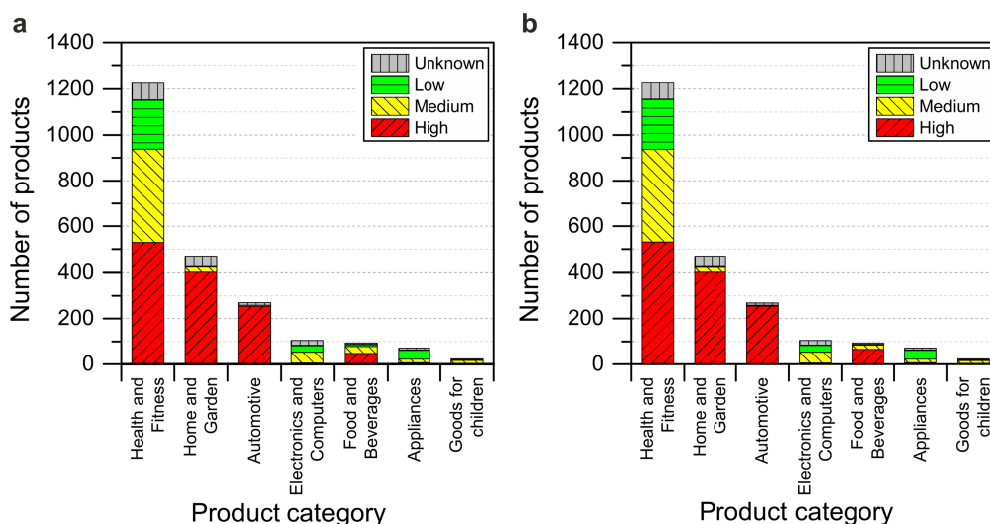 a
Number of products
1400
1200
1000
800
600
400
200
0
Unknown
Low
Medium
High
Health and
Fitness
Home and
Garden
Automotive
Electronics and
Computers
Food and
Beverages
Appliances
Goods for
children
Product category
b
Number of products
1400
1200
1000
800
600
400
200
0
Unknown
Low
Medium
High
Health and
Fitness
Home and
Garden
Automotive
Electronics and
Computers
Food and
Beverages
Appliances
Goods for
children
Product category